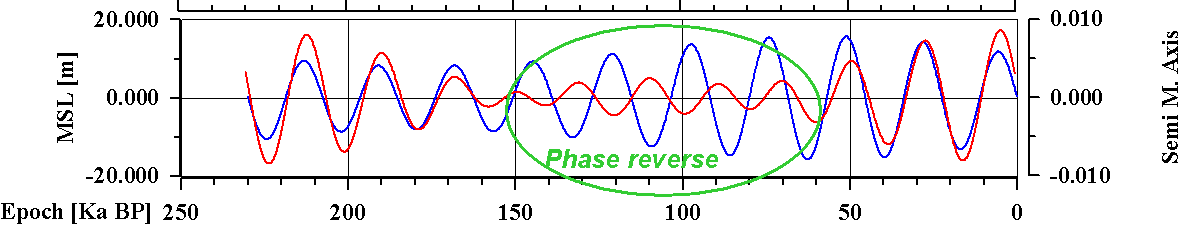 20.000 0.010
MSL [m] 0.000 0.000 Semi M. Axis
Phase reverse
-20.000 -0.010
Epoch [Ka BP] 250 200 150 100 50 0